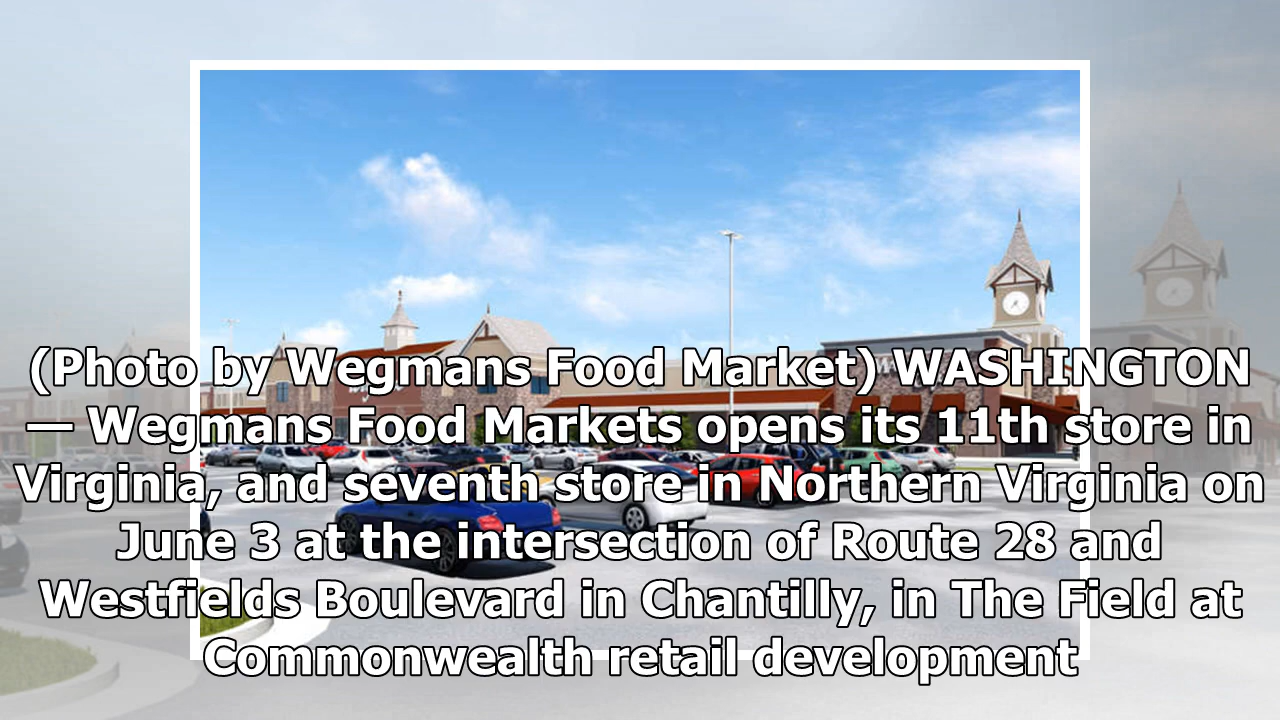 (Photo by Wegmans Food Market) WASHINGTON
— Wegmans Food Markets opens its 11th store in
Virginia, and seventh store in Northern Virginia on
June 3 at the intersection of Route 28 and
Westfields Boulevard in Chantilly, in The Field at
Commonwealth retail development